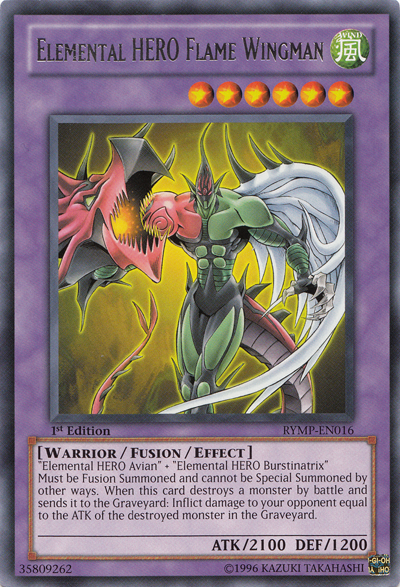 ELEMENTAL HERO FLAME WINGMAN
WIND
風
1st Edition
RYMP-EN016
[WARRIOR / FUSION / EFFECT]
"Elemental HERO Avian" + "Elemental HERO Burstinatrix"
Must be Fusion Summoned and cannot be Special Summoned by
other ways. When this card destroys a monster by battle and
sends it to the Graveyard: Inflict damage to your opponent equal
to the ATK of the destroyed monster in the Graveyard.
ATK/2100 DEF/1200
35809262
©1996 KAZUKI TAKAHASHI